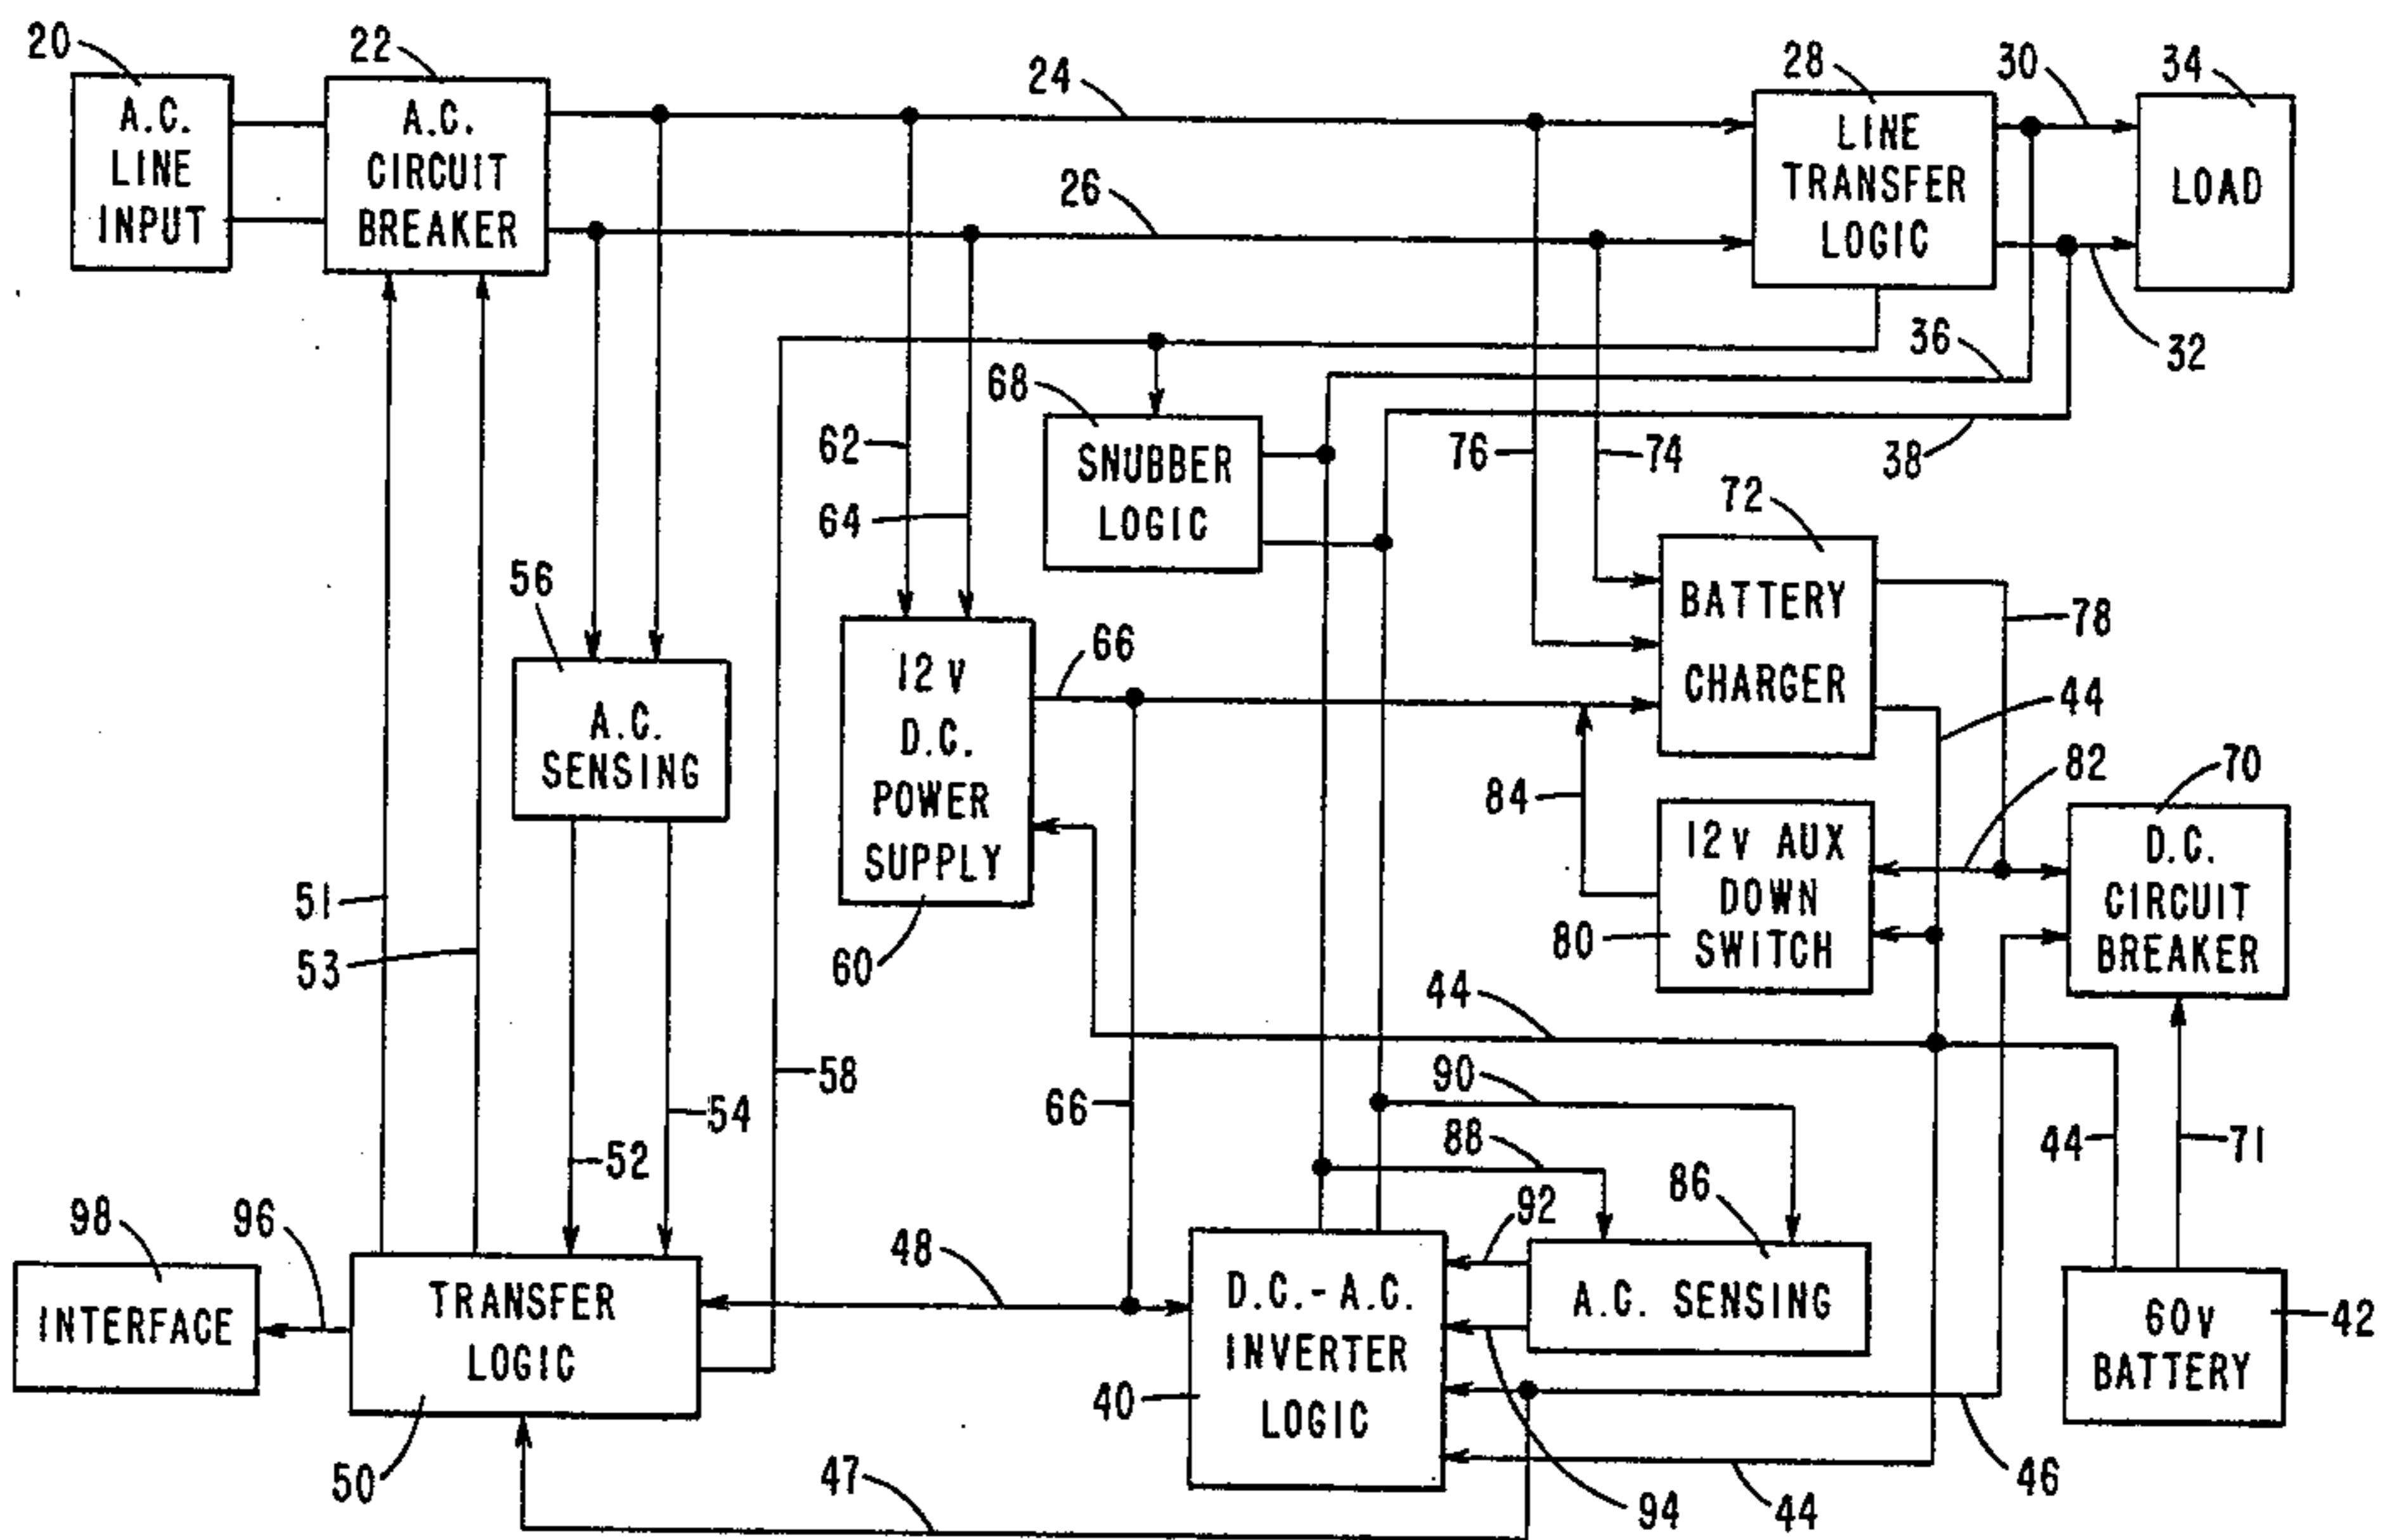 20
A.C.
LINE
INPUT
22
A.C.
CIRCUIT
BREAKER
24
26
28
LINE
TRANSFER
LOGIC
30
34
LOAD
32
36
38
68
SNUBBER
LOGIC
62
64
76
74
72
BATTERY
CHARGER
78
44
56
A.C.
SENSING
12v
D.C.
POWER
SUPPLY
60
66
84
12v AUX
DOWN
SWITCH
80
82
70
D.C.
CIRCUIT
BREAKER
51
53
44
58
66
90
88
86
92
54
52
44
71
98
INTERFACE
96
TRANSFER
LOGIC
50
48
D.C.-A.C.
INVERTER
LOGIC
40
A.C. SENSING
60v
BATTERY
42
47
94
44
46